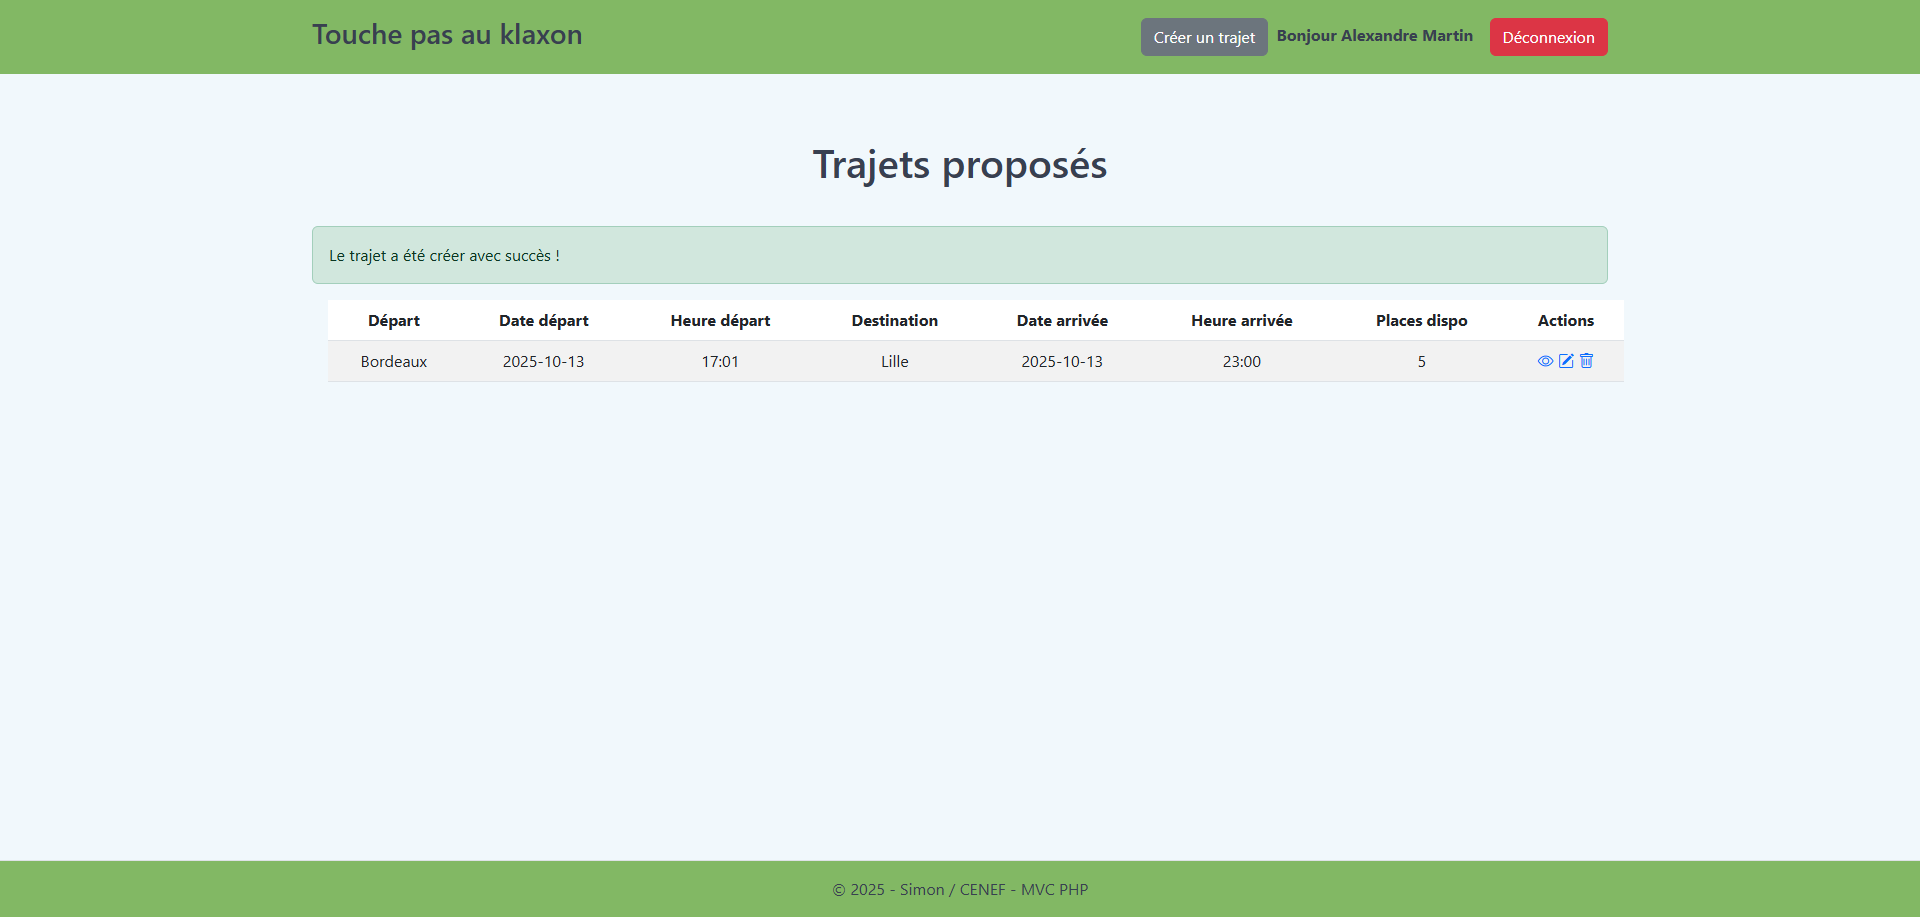 Touche pas au klaxon
Créer un trajet Bonjour Alexandre Martin Déconnexion
Trajets proposés
Le trajet a été créer avec succès !
Départ Date départ Heure départ Destination Date arrivée Heure arrivée Places dispo Actions
Bordeaux 2025-10-13 17:01 Lille 2025-10-13 23:00 5
© 2025 - Simon / CENEF - MVC PHP